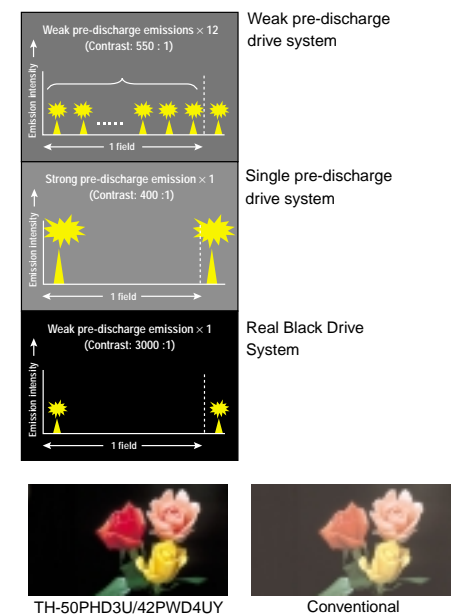 Weak pre-discharge emissions × 12
(Contrast: 550 : 1)
Emission intensity
1 field
Weak pre-discharge
drive system
Strong pre-discharge emission × 1
(Contrast: 400 :1)
Emission intensity
1 field
Single pre-discharge
drive system
Weak pre-discharge emission × 1
(Contrast: 3000 :1)
Emission intensity
1 field
Real Black Drive
System
TH-50PHD3U/42PWD4UY
Conventional